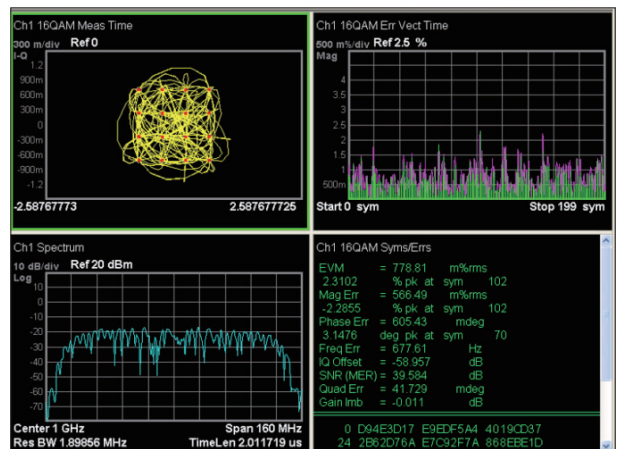 Ch1 16QAM Meas Time
300 m/div Ref 0
I-Q
1.2
900m
600m
300m
0
-300m
-600m
-900m
-1.2
-2.58767773 2.587677725
Ch1 16QAM Err Vect Time
500 m%/div Ref 2.5 %
Mag
4
3.5
3
2.5
2
1.5
1
500m
Start 0 sym Stop 199 sym
Ch1 Spectrum
10 dB/div Ref 20 dBm
Log
10
0
-10
-20
-30
-40
-50
-60
-70
Center 1 GHz Span 160 MHz
Res BW 1.89856 MHz TimeLen 2.011719 us
Ch1 16QAM Syms/Errs
EVM = 778.81 m%rms
2.3102 % pk at sym 102
Mag Err = 566.49 m%rms
-2.2855 % pk at sym 102
Phase Err = 605.43 mdeg
3.1476 deg pk at sym 70
Freq Err = 677.61 Hz
IQ Offset = -58.957 dB
SNR (MER) = 39.584 dB
Quad Err = 41.729 mdeg
Gain Imb = -0.011 dB
0 D94E3D17 E9EDF5A4 4019CD37
24 2B62D76A E7C92F7A 868EBE1D